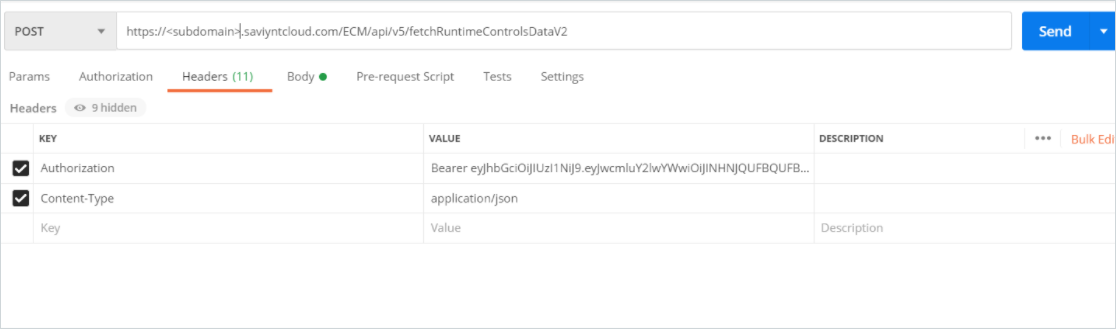 POST https://<subdomain>.saviyntcloud.com/ECM/api/v5/fetchRuntimeControlsDataV2 Send
Params Authorization Headers (11) Body Pre-request Script Tests Settings
Headers 9 hidden
KEY VALUE DESCRIPTION ••• Bulk Edi
Authorization Bearer eyJhbGciOiJIUzI1NiJ9.eyJwcmluY2lwYWwiOiJINHNJQUFBQUFB...
Content-Type application/json
Key Value Description